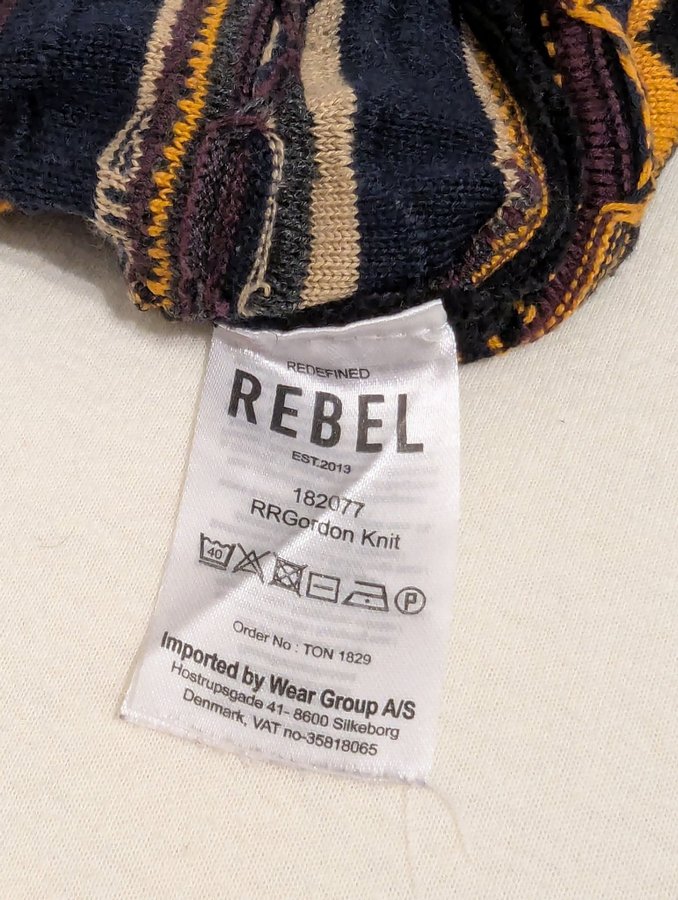 REDEFINED
REBEL
EST.2013
182077
RRGordon Knit
40 P
Order No : TON 1829
Imported by Wear Group A/S
Hostrupsgade 41- 8600 Silkeborg
Denmark, VAT no-35818065